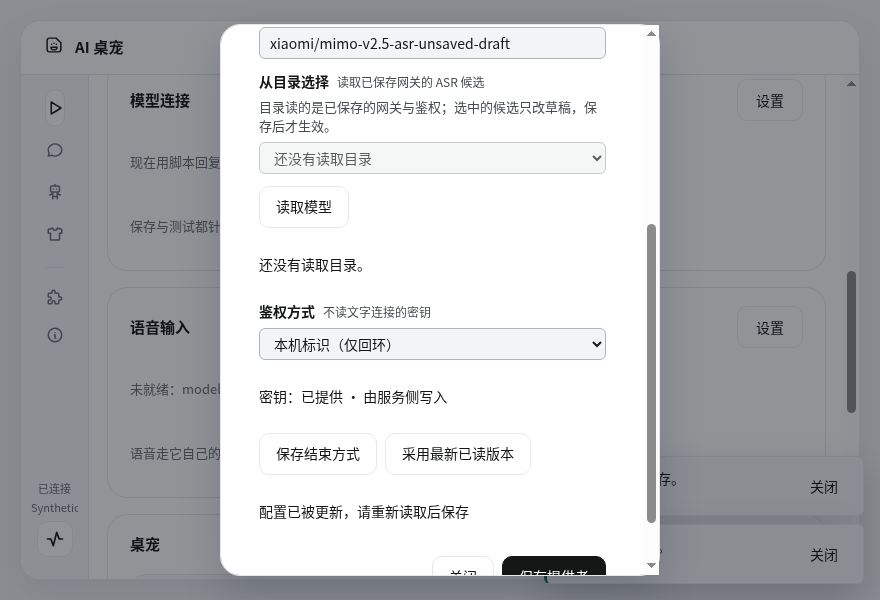 AI 桌宠
模型连接
设置
现在用脚本回复
保存与测试都针
语音输入
设置
未就绪：model
语音走它自己的
桌宠
已连接
Synthetic
xiaomi/mimo-v2.5-asr-unsaved-draft
从目录选择 读取已保存网关的 ASR 候选
目录读的是已保存的网关与鉴权；选中的候选只改草稿，保
存后才生效。
还没有读取目录
读取模型
还没有读取目录。
鉴权方式 不读文字连接的密钥
本机标识（仅回环）
密钥：已提供 · 由服务侧写入
保存结束方式 采用最新已读版本
配置已被更新，请重新读取后保存
关闭 保存提供者
存。
关闭
关闭